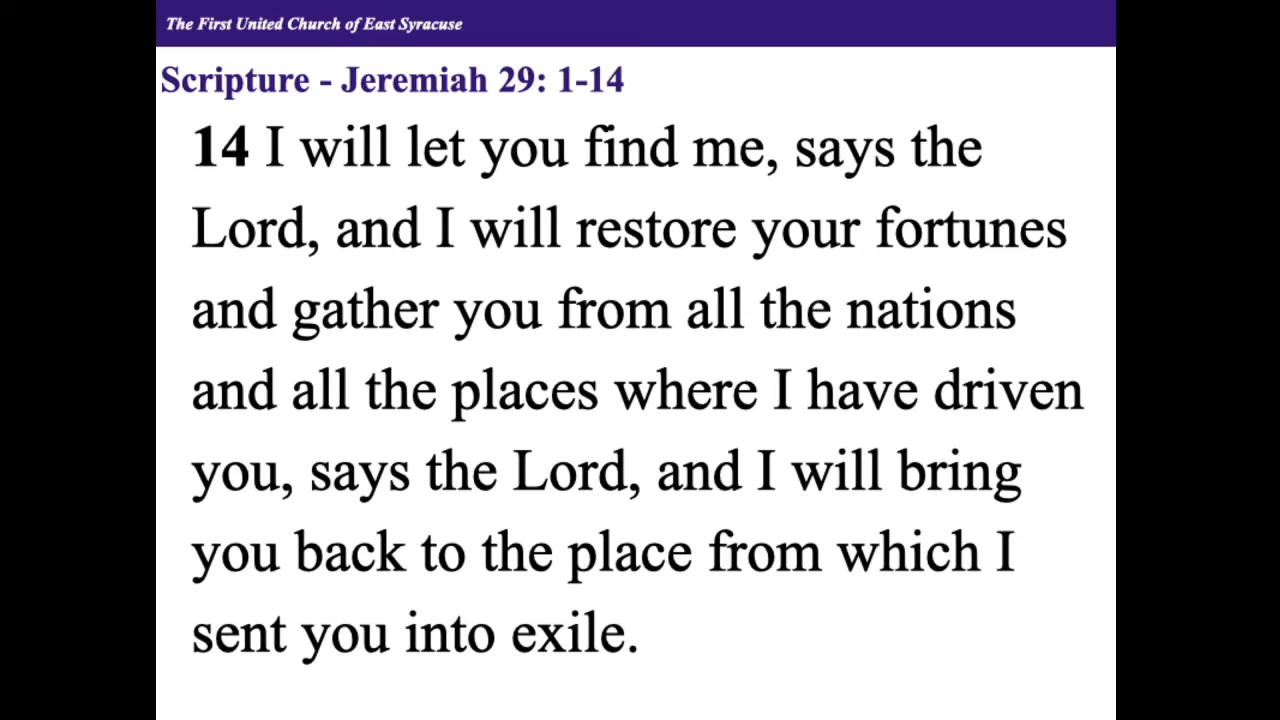 The First United Church of East Syracuse
Scripture - Jeremiah 29: 1-14
14 I will let you find me, says the
Lord, and I will restore your fortunes
and gather you from all the nations
and all the places where I have driven
you, says the Lord, and I will bring
you back to the place from which I
sent you into exile.